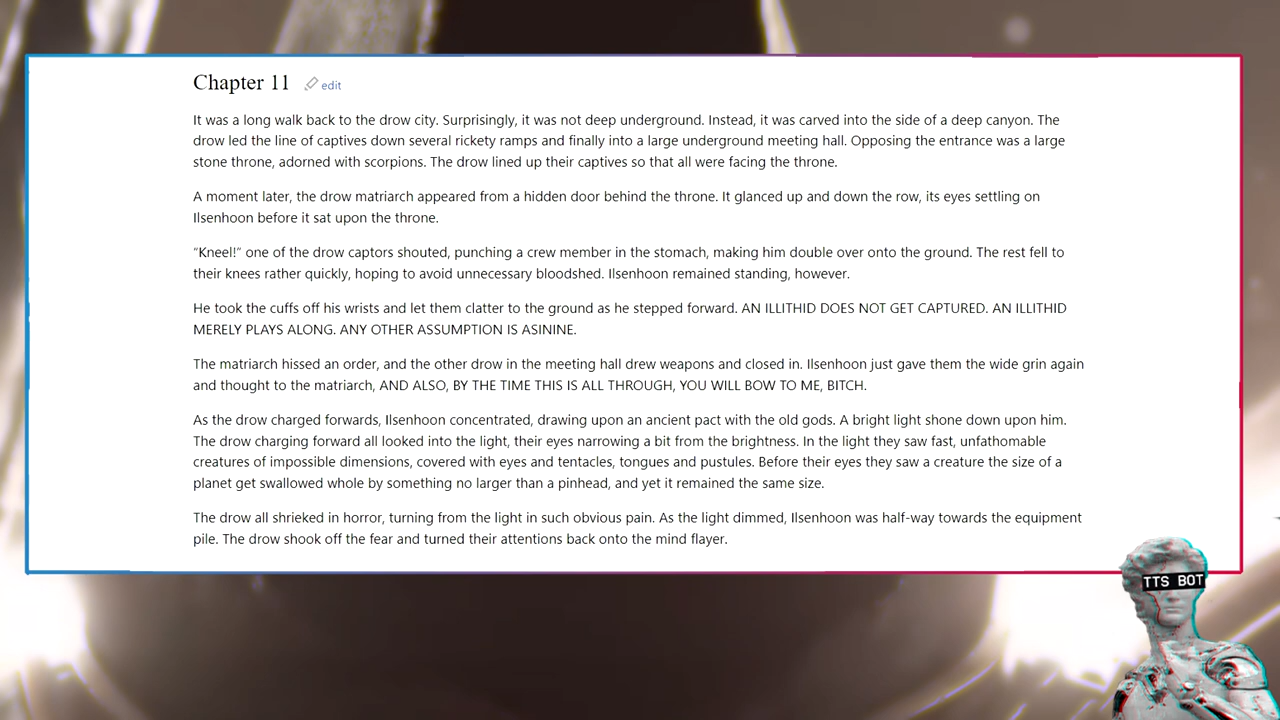 Chapter 11 edit
It was a long walk back to the drow city. Surprisingly, it was not deep underground. Instead, it was carved into the side of a deep canyon. The
drow led the line of captives down several rickety ramps and finally into a large underground meeting hall. Opposing the entrance was a large
stone throne, adorned with scorpions. The drow lined up their captives so that all were facing the throne.
A moment later, the drow matriarch appeared from a hidden door behind the throne. It glanced up and down the row, its eyes settling on
Ilsenhoon before it sat upon the throne.
“Kneel!” one of the drow captors shouted, punching a crew member in the stomach, making him double over onto the ground. The rest fell to
their knees rather quickly, hoping to avoid unnecessary bloodshed. Ilsenhoon remained standing, however.
He took the cuffs off his wrists and let them clatter to the ground as he stepped forward. AN ILLITHID DOES NOT GET CAPTURED. AN ILLITHID
MERELY PLAYS ALONG. ANY OTHER ASSUMPTION IS ASININE.
The matriarch hissed an order, and the other drow in the meeting hall drew weapons and closed in. Ilsenhoon just gave them the wide grin again
and thought to the matriarch, AND ALSO, BY THE TIME THIS IS ALL THROUGH, YOU WILL BOW TO ME, BITCH.
As the drow charged forwards, Ilsenhoon concentrated, drawing upon an ancient pact with the old gods. A bright light shone down upon him.
The drow charging forward all looked into the light, their eyes narrowing a bit from the brightness. In the light they saw fast, unfathomable
creatures of impossible dimensions, covered with eyes and tentacles, tongues and pustules. Before their eyes they saw a creature the size of a
planet get swallowed whole by something no larger than a pinhead, and yet it remained the same size.
The drow all shrieked in horror, turning from the light in such obvious pain. As the light dimmed, Ilsenhoon was half-way towards the equipment
pile. The drow shook off the fear and turned their attentions back onto the mind flayer.
TTS BOT